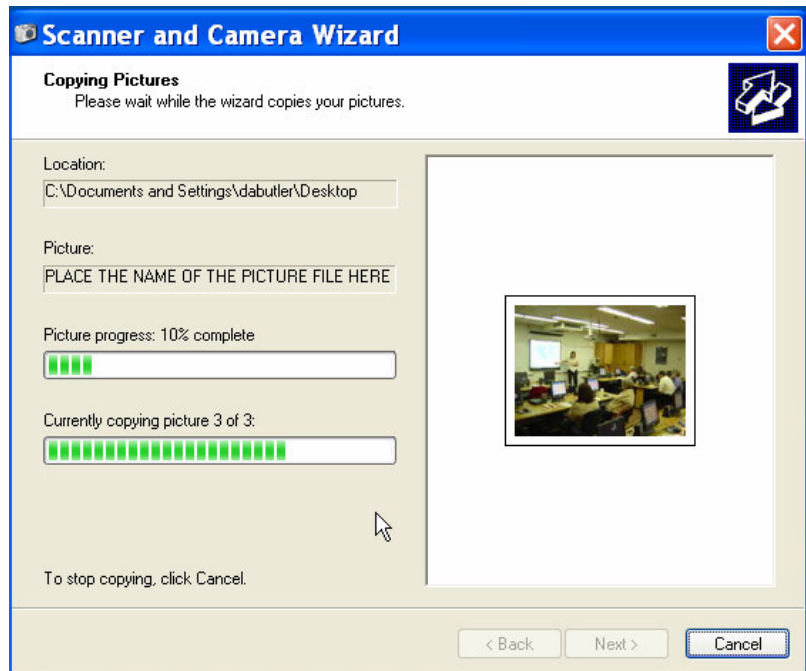 Scanner and Camera Wizard
Copying Pictures
Please wait while the wizard copies your pictures.
Location:
C:\Documents and Settings\dabutler\Desktop
Picture:
PLACE THE NAME OF THE PICTURE FILE HERE
Picture progress: 10% complete
Currently copying picture 3 of 3:
To stop copying, click Cancel.
< Back
Next >
Cancel